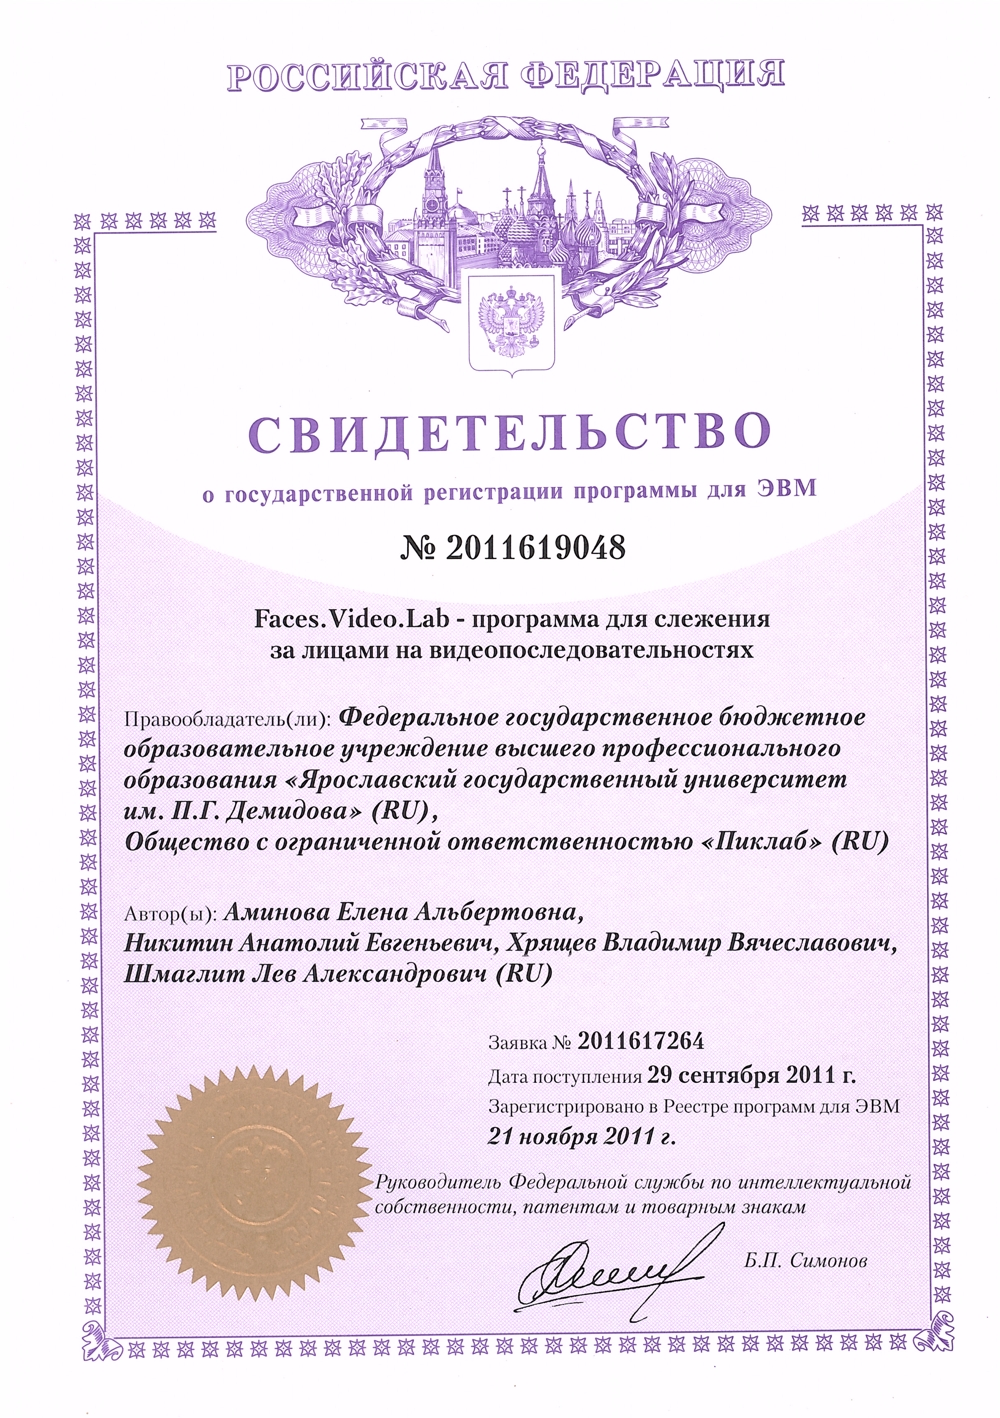 РОССИЙСКАЯ ФЕДЕРАЦИЯ
СВИДЕТЕЛЬСТВО
о государственной регистрации программы для ЭВМ
№ 2011619048
Faces.Video.Lab - программа для слежения
за лицами на видеопоследовательностях
Правообладатель(ли): Федеральное государственное бюджетное
образовательное учреждение высшего профессионального
образования «Ярославский государственный университет
им. П.Г. Демидова» (RU),
Общество с ограниченной ответственностью «Пиклаб» (RU)
Автор(ы): Аминова Елена Альбертовна,
Никитин Анатолий Евгеньевич, Хрящев Владимир Вячеславович,
Шмаглит Лев Александрович (RU)
Заявка № 2011617264
Дата поступления 29 сентября 2011 г.
Зарегистрировано в Реестре программ для ЭВМ
21 ноября 2011 г.
Руководитель Федеральной службы по интеллектуальной
собственности, патентам и товарным знакам
Б.П. Симонов